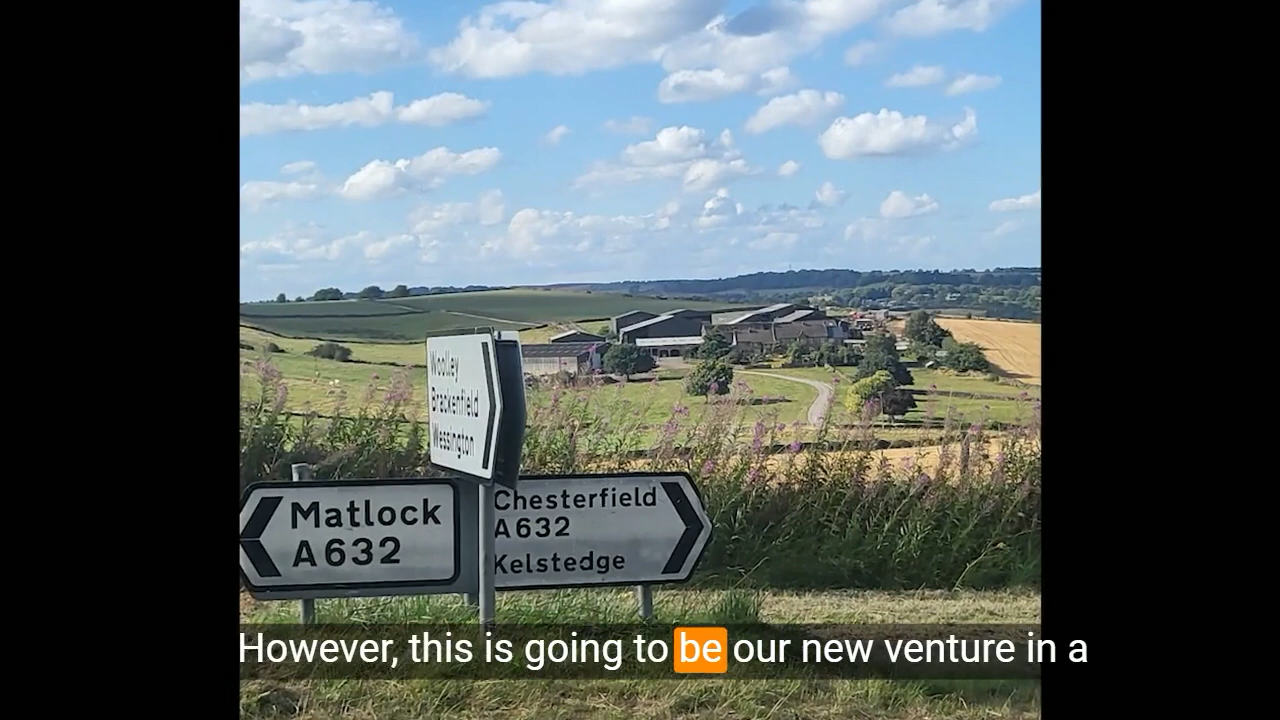 Woolley
Brackenfield
Wessington
Matlock
A632
Chesterfield
A632
Kelstedge
However, this is going to be our new venture in a